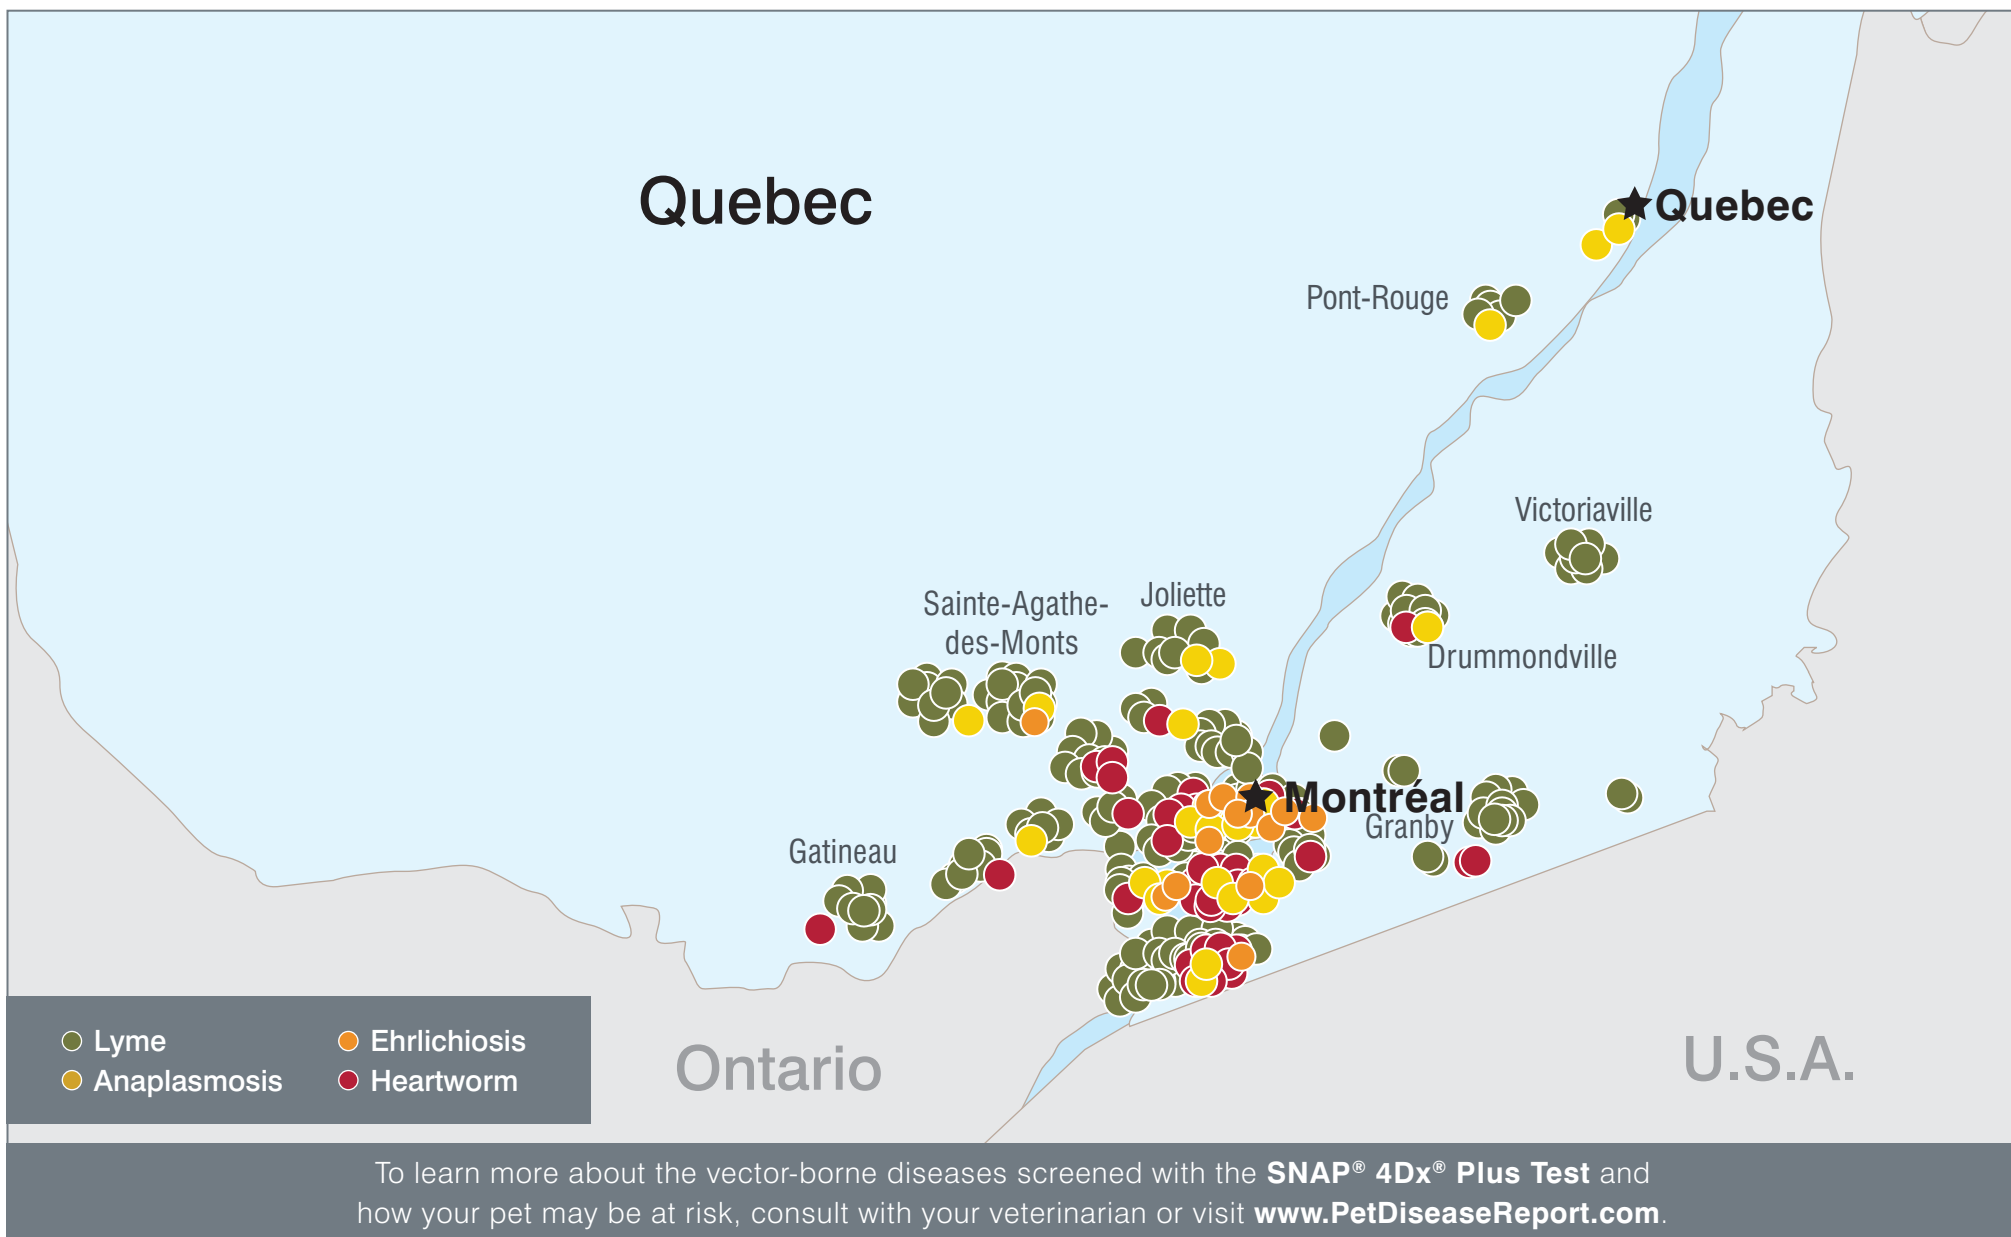 Quebec
Quebec
Pont-Rouge
Victoriaville
Sainte-Agathe-
des-Monts
Joliette
Drummondville
Montréal
Granby
Gatineau
Lyme
Ehrlichiosis
Anaplasmosis
Heartworm
Ontario
U.S.A.
To learn more about the vector-borne diseases screened with the SNAP® 4Dx® Plus Test and
how your pet may be at risk, consult with your veterinarian or visit www.PetDiseaseReport.com.